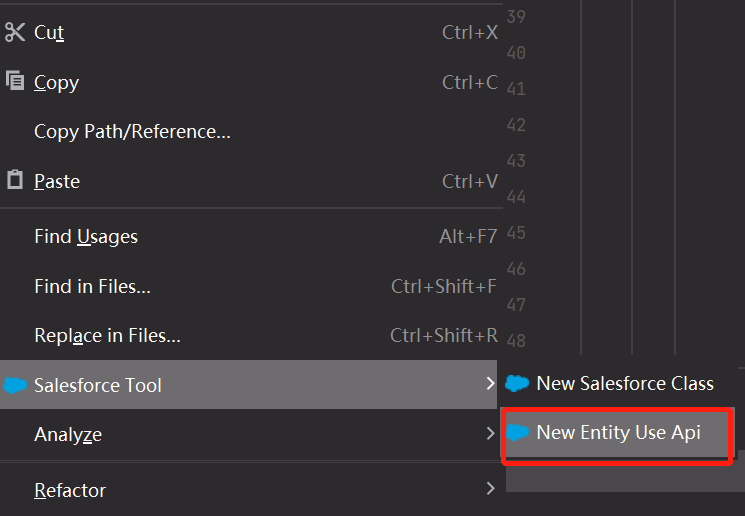 Cut Ctrl+X
Copy Ctrl+C
Copy Path/Reference...
Paste Ctrl+V
Find Usages Alt+F7
Find in Files... Ctrl+Shift+F
Replace in Files... Ctrl+Shift+R
Salesforce Tool
Analyze
Refactor
39
40
41
42
43
44
45
46
47
48
New Salesforce Class
New Entity Use Api